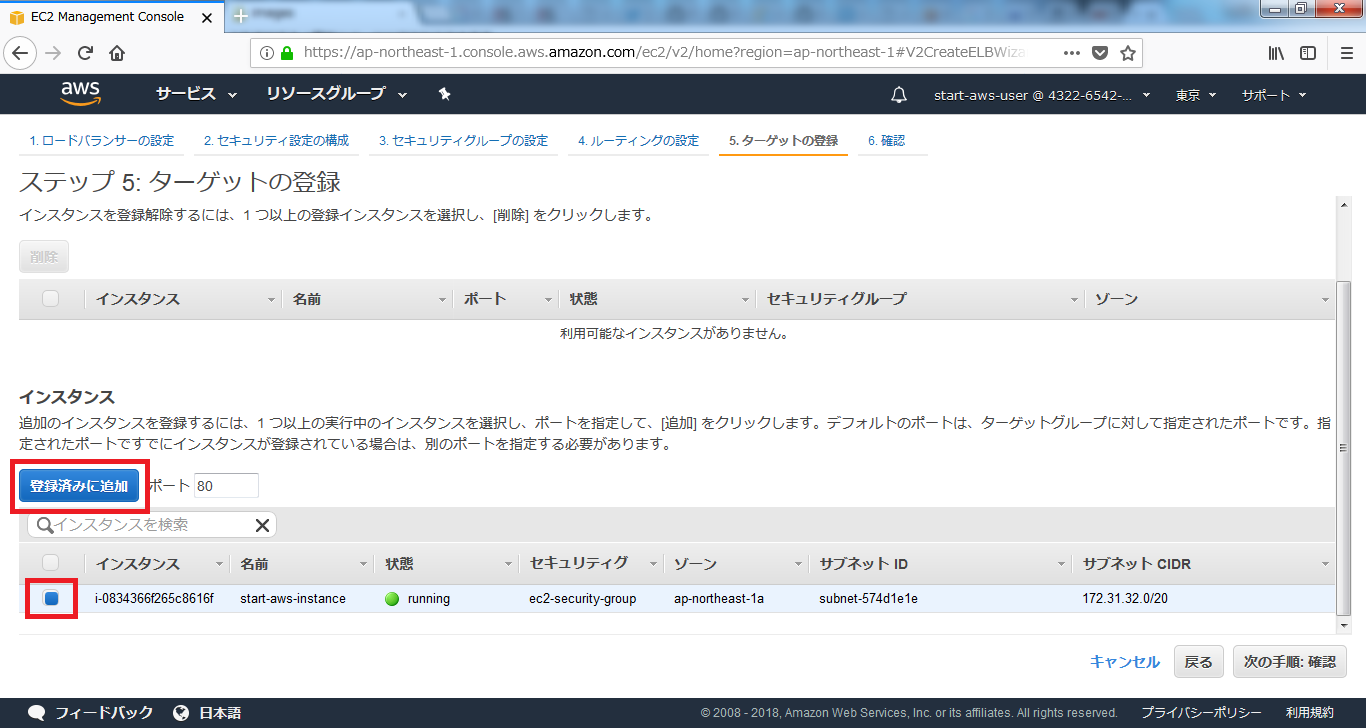 EC2 Management Console
https://ap-northeast-1.console.aws.amazon.com/ec2/v2/home?region=ap-northeast-1#V2CreateELBWiza
aws サービス リソースグループ start-aws-user @ 4322-6542-... 東京 サポート
1. ロードバランサーの設定 2. セキュリティ設定の構成 3. セキュリティグループの設定 4. ルーティングの設定 5. ターゲットの登録 6. 確認
ステップ 5: ターゲットの登録
インスタンスを登録解除するには、1 つ以上の登録インスタンスを選択し、[削除] をクリックします。
削除
インスタンス 名前 ポート 状態 セキュリティグループ ゾーン
利用可能なインスタンスがありません。
インスタンス
追加のインスタンスを登録するには、1 つ以上の実行中のインスタンスを選択し、ポートを指定して、[追加] をクリックします。デフォルトのポートは、ターゲットグループに対して指定されたポートです。指
定されたポートですでにインスタンスが登録されている場合は、別のポートを指定する必要があります。
登録済みに追加 ポート 80
インスタンスを検索
インスタンス 名前 状態 セキュリティグ ゾーン サブネット ID サブネット CIDR
i-0834366f265c8616f start-aws-instance running ec2-security-group ap-northeast-1a subnet-574d1e1e 172.31.32.0/20
キャンセル 戻る 次の手順: 確認
フィードバック 日本語 © 2008 - 2018, Amazon Web Services, Inc. or its affiliates. All rights reserved. プライバシーポリシー 利用規約